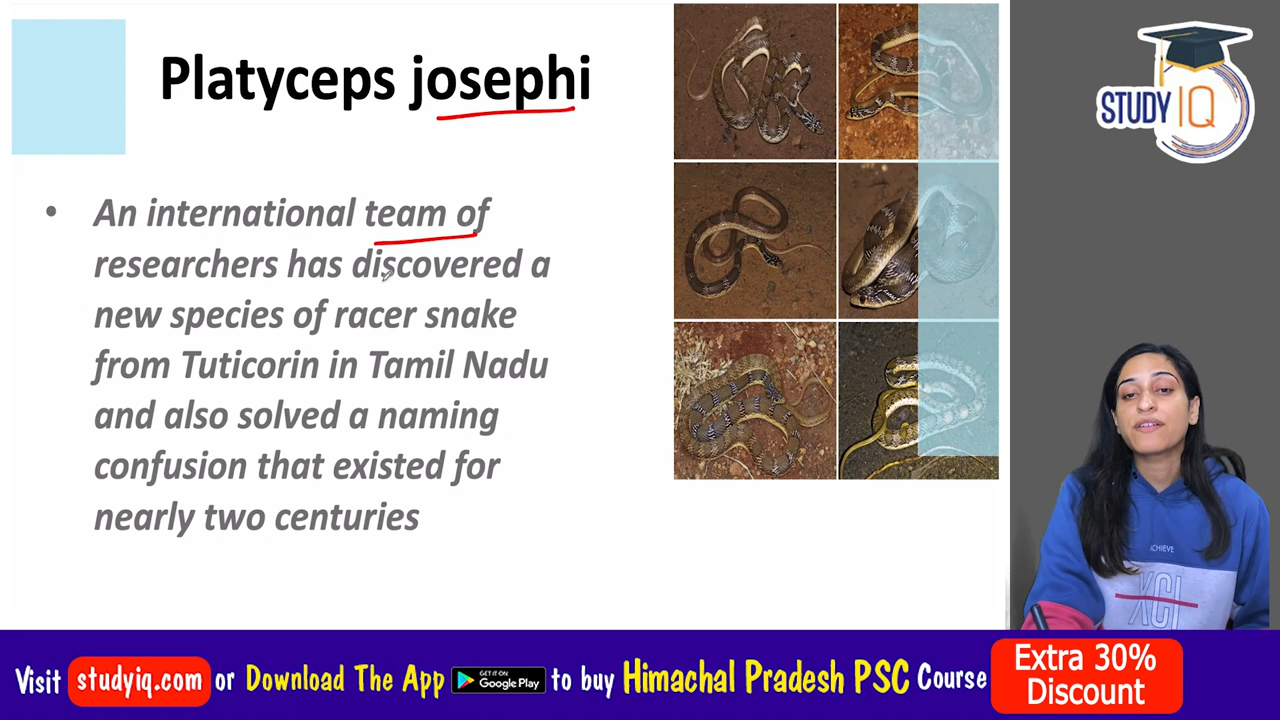 Platyceps josephi
• An international team of
researchers has discovered a
new species of racer snake
from Tuticorin in Tamil Nadu
and also solved a naming
confusion that existed for
nearly two centuries
STUDY IQ
ACHIEVE
XCI
Visit studyiq.com or Download The App GET IT ON Google Play to buy Himachal Pradesh PSC Course
Extra 30%
Discount